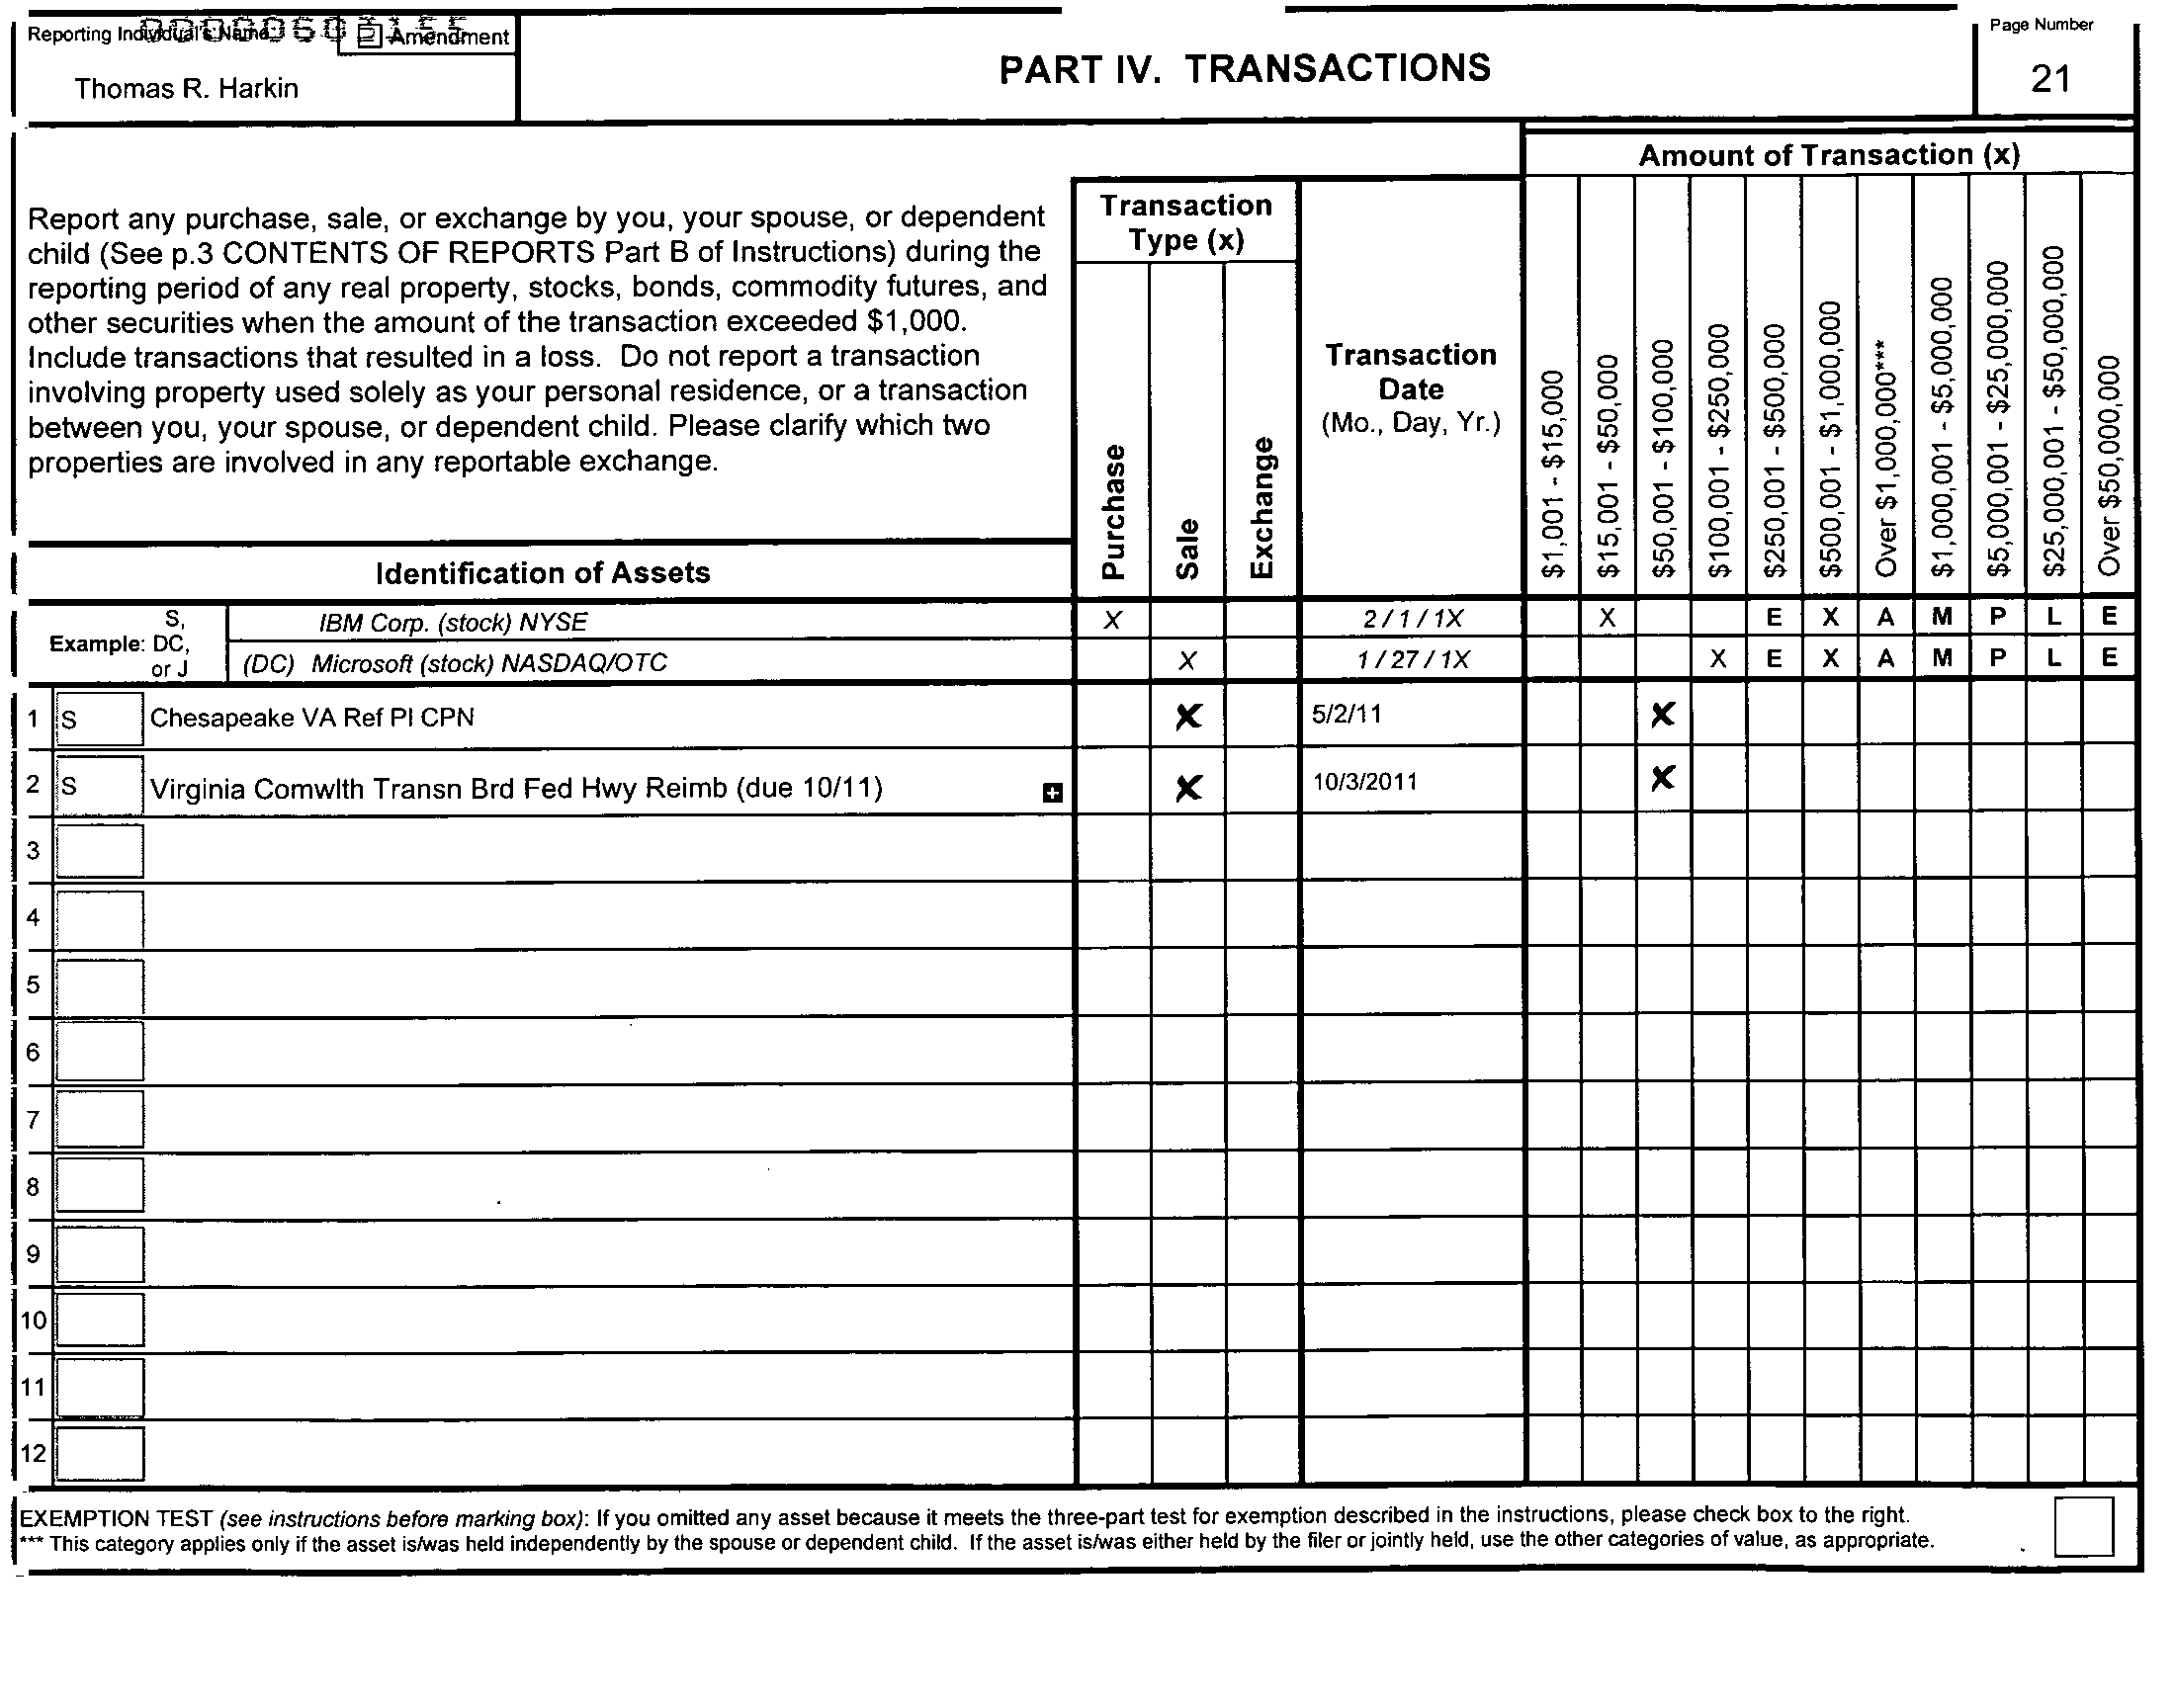 Reporting Individual's Name
Amendment
Thomas R. Harkin
PART IV. TRANSACTIONS
Page Number
21
Amount of Transaction (x)
Report any purchase, sale, or exchange by you, your spouse, or dependent
child (See p.3 CONTENTS OF REPORTS Part B of Instructions) during the
reporting period of any real property, stocks, bonds, commodity futures, and
other securities when the amount of the transaction exceeded $1,000.
Include transactions that resulted in a loss. Do not report a transaction
involving property used solely as your personal residence, or a transaction
between you, your spouse, or dependent child. Please clarify which two
properties are involved in any reportable exchange.
Transaction
Type (x)
Purchase
Sale
Exchange
Transaction
Date
(Mo., Day, Yr.)
$1,001 - $15,000
$15,001 - $50,000
$50,001 - $100,000
$100,001 - $250,000
$250,001 - $500,000
$500,001 - $1,000,000
Over $1,000,000***
$1,000,001 - $5,000,000
$5,000,001 - $25,000,000
$25,000,001 - $50,000,000
Over $50,000,000
Identification of Assets
Example: S, DC, or J
IBM Corp. (stock) NYSE X 2 / 1 / 1X X E X A M P L E
(DC) Microsoft (stock) NASDAQ/OTC X 1 / 27 / 1X X E X A M P L E
1 S Chesapeake VA Ref Pl CPN X 5/2/11 X
2 S Virginia Comwlth Transn Brd Fed Hwy Reimb (due 10/11) + X 10/3/2011 X
3
4
5
6
7
8
9
10
11
12
EXEMPTION TEST (see instructions before marking box): If you omitted any asset because it meets the three-part test for exemption described in the instructions, please check box to the right.
*** This category applies only if the asset is/was held independently by the spouse or dependent child. If the asset is/was either held by the filer or jointly held, use the other categories of value, as appropriate.